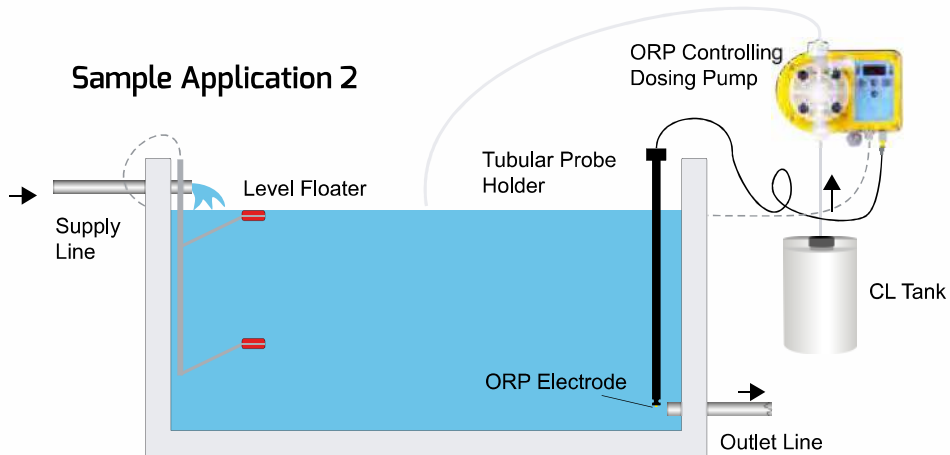 Sample Application 2
ORP Controlling
Dosing Pump
Tubular Probe
Holder
Level Floater
Supply
Line
CL Tank
ORP Electrode
Outlet Line